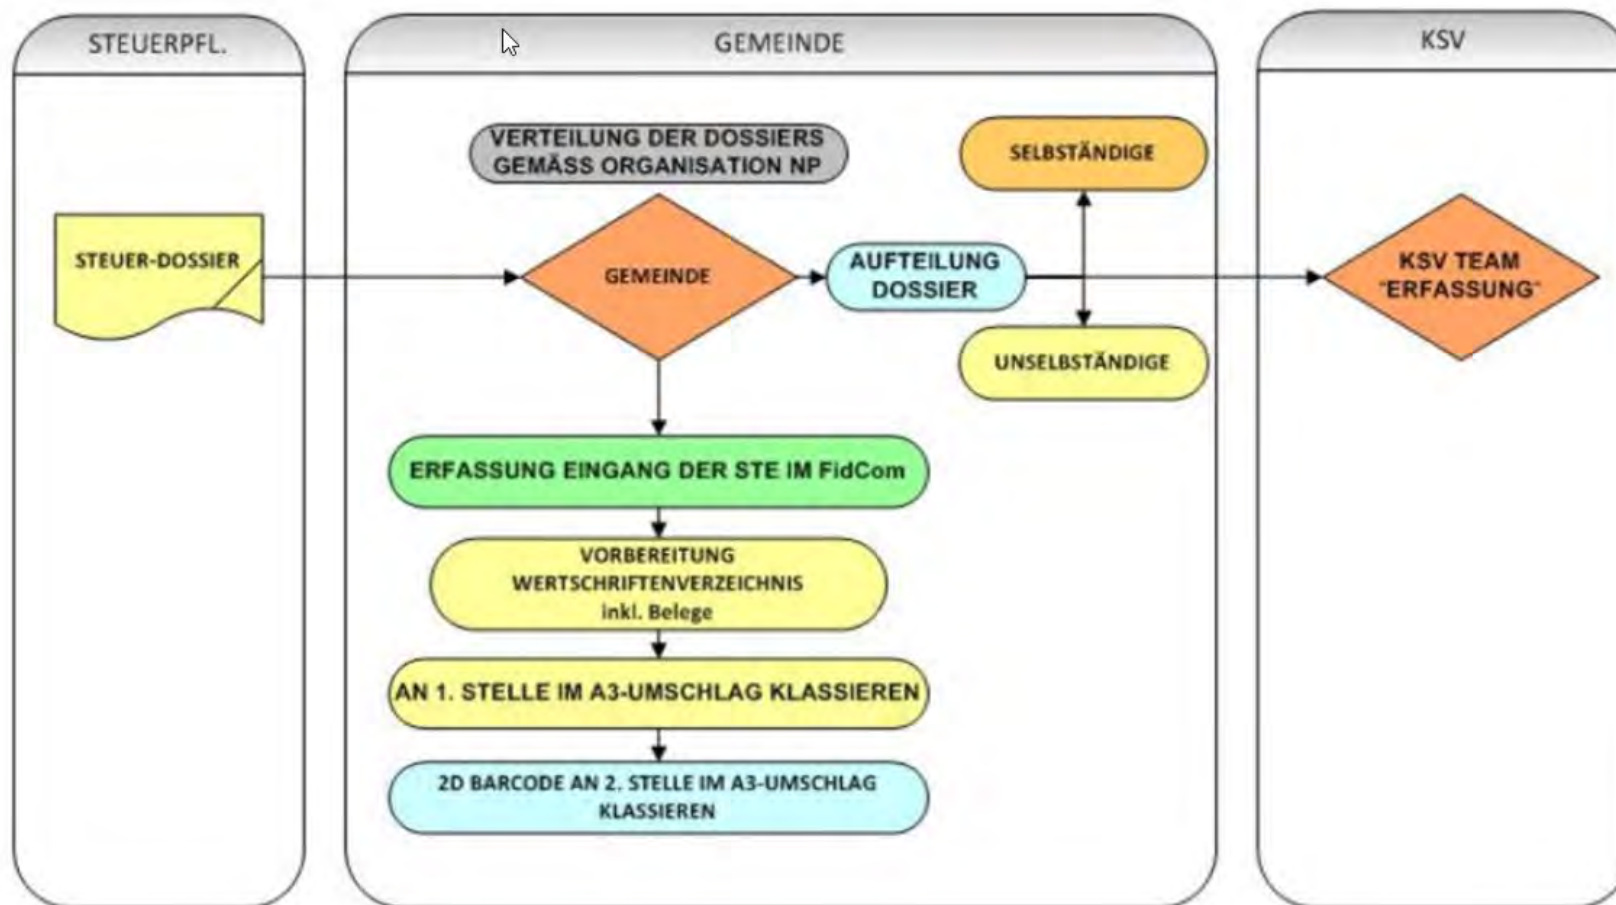 STEUERPFL.
GEMEINDE
KSV
VERTEILUNG DER DOSSIERS
GEMÄSS ORGANISATION NP
SELBSTÄNDIGE
STEUER-DOSSIER
GEMEINDE
AUFTEILUNG
DOSSIER
KSV TEAM
"ERFASSUNG"
UNSELBSTÄNDIGE
ERFASSUNG EINGANG DER STE IM FidCom
VORBEREITUNG
WERTSCHRIFTENVERZEICHNIS
inkl. Belege
AN 1. STELLE IM A3-UMSCHLAG KLASSIEREN
2D BARCODE AN 2. STELLE IM A3-UMSCHLAG
KLASSIEREN